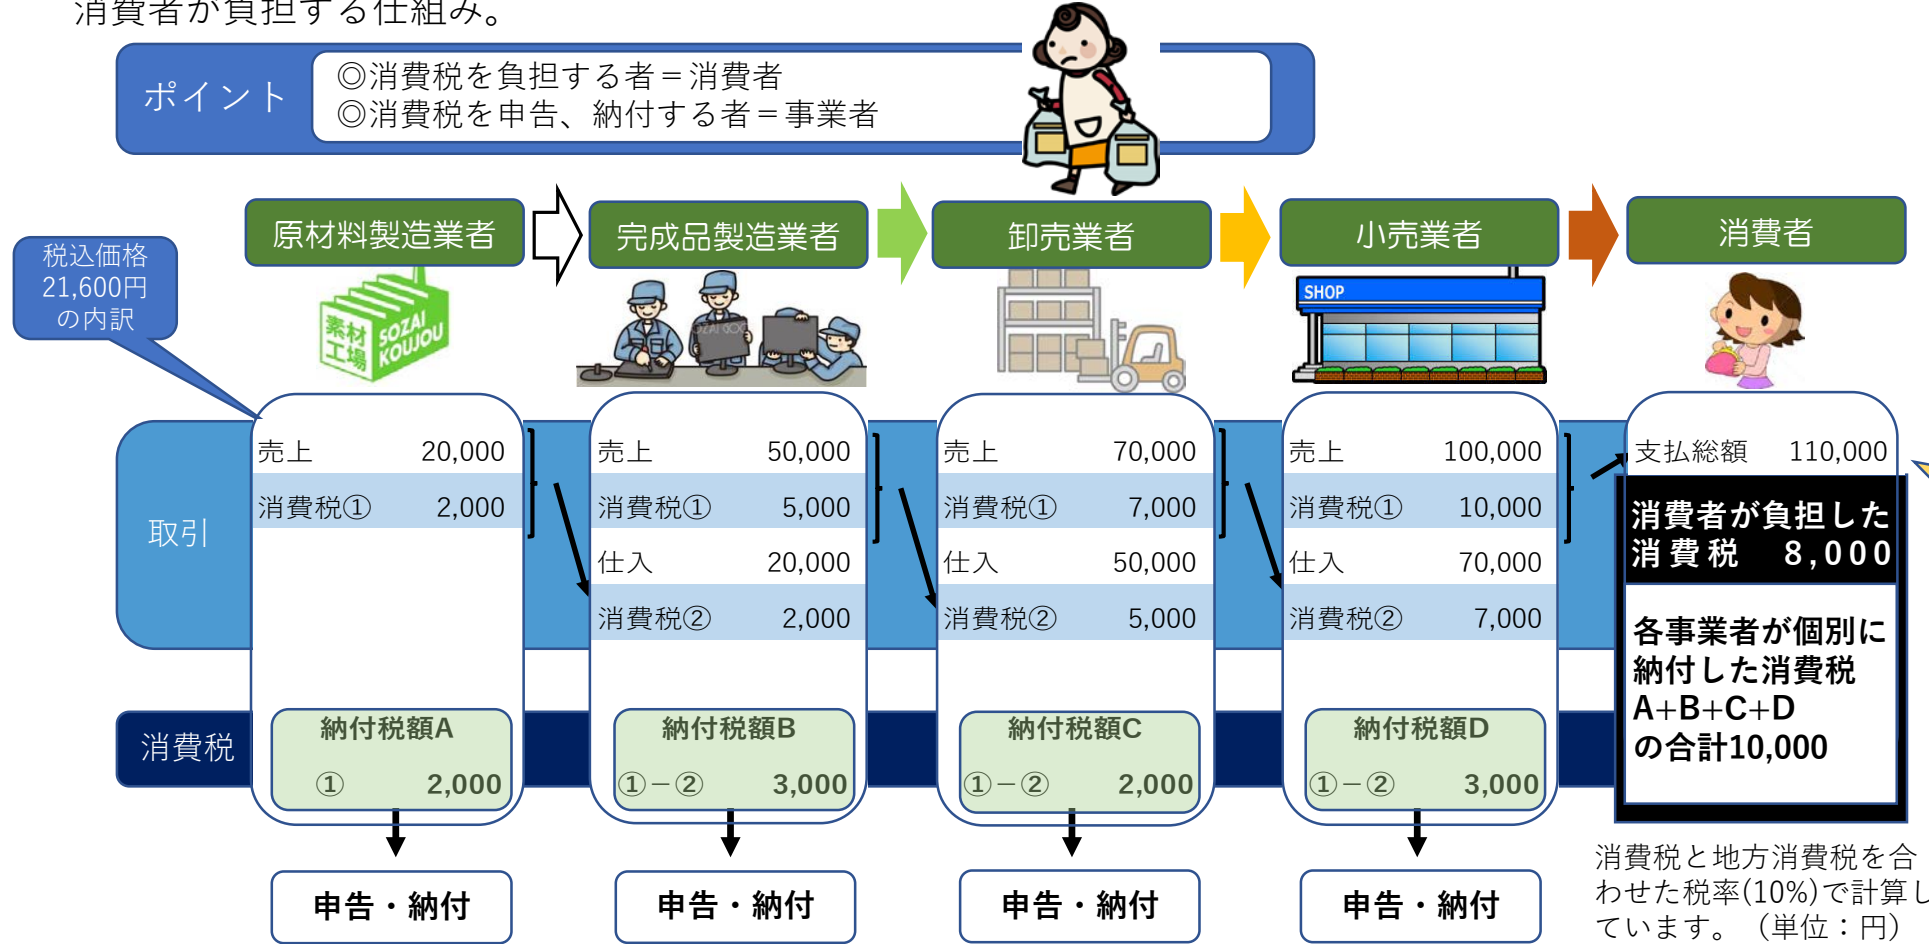 消費者が負担する仕組み。
ポイント
◎消費税を負担する者＝消費者
◎消費税を申告、納付する者＝事業者
原材料製造業者
完成品製造業者
卸売業者
小売業者
消費者
税込価格
21,600円
の内訳
素材
工場
SOZAI
KOUJOU
SHOP
取引
売上 20,000
消費税① 2,000
売上 50,000
消費税① 5,000
仕入 20,000
消費税② 2,000
売上 70,000
消費税① 7,000
仕入 50,000
消費税② 5,000
売上 100,000
消費税① 10,000
仕入 70,000
消費税② 7,000
支払総額 110,000
消費者が負担した
消費税 8,000
各事業者が個別に
納付した消費税
A+B+C+D
の合計10,000
消費税
納付税額A
① 2,000
納付税額B
①－② 3,000
納付税額C
①－② 2,000
納付税額D
①－② 3,000
申告・納付
申告・納付
申告・納付
申告・納付
消費税と地方消費税を合
わせた税率(10%)で計算し
ています。（単位：円）